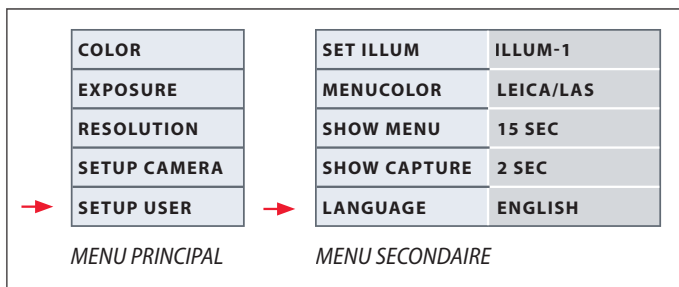 COLOR SET ILLUM ILLUM-1
EXPOSURE MENUCOLOR LEICA/LAS
RESOLUTION SHOW MENU 15 SEC
SETUP CAMERA SHOW CAPTURE 2 SEC
SETUP USER LANGUAGE ENGLISH
MENU PRINCIPAL MENU SECONDAIRE